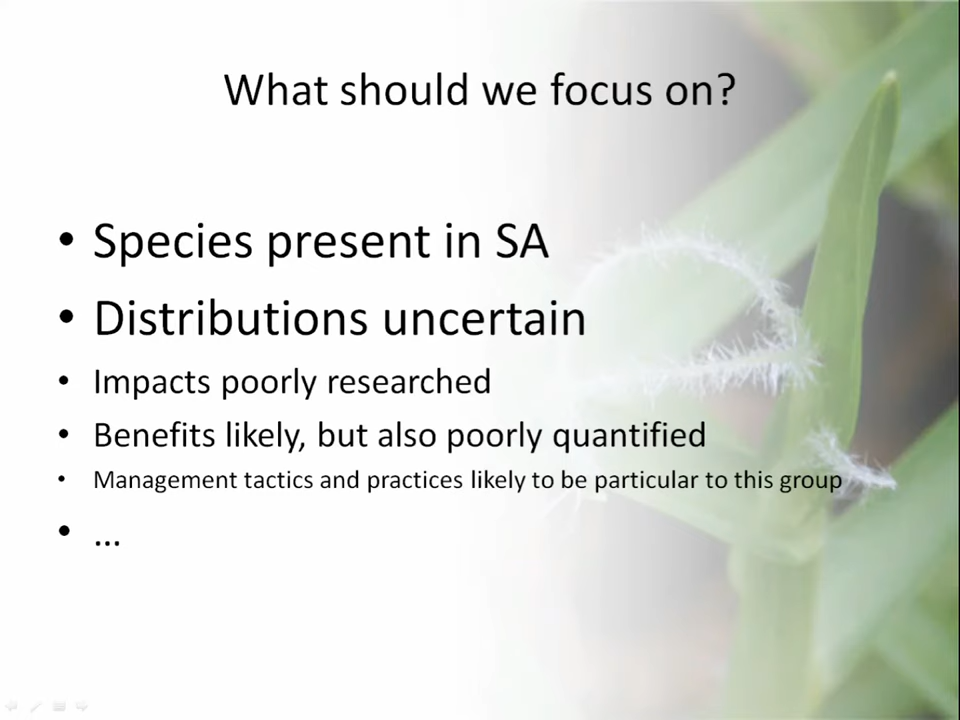 What should we focus on?
• Species present in SA
• Distributions uncertain
• Impacts poorly researched
• Benefits likely, but also poorly quantified
• Management tactics and practices likely to be particular to this group
• ...